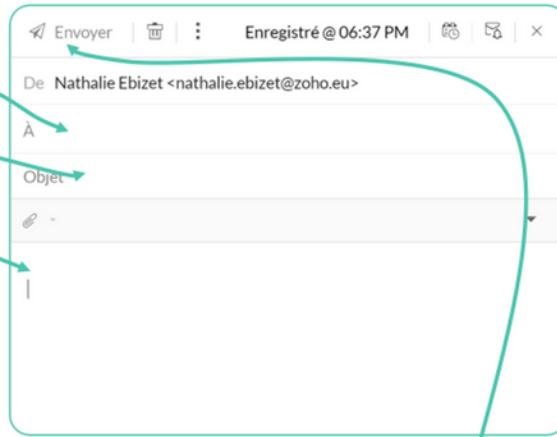 Envoyer Enregistré @ 06:37 PM
De Nathalie Ebizet <nathalie.ebizet@zoho.eu>
À
Objet